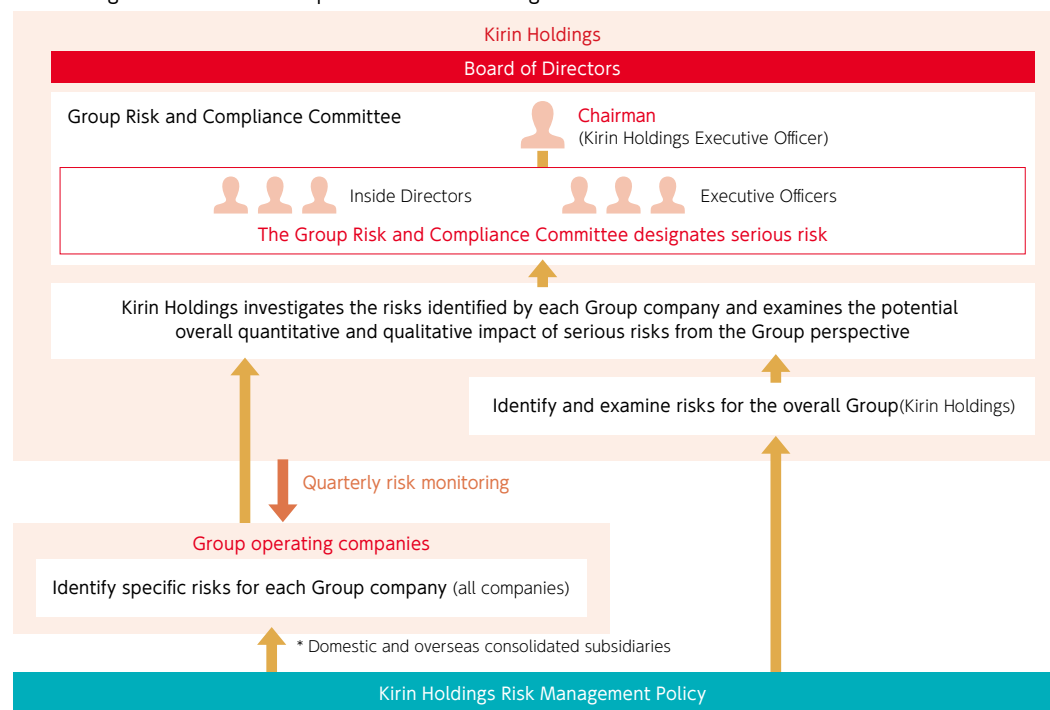 Kirin Holdings
Board of Directors
Group Risk and Compliance Committee
Chairman
(Kirin Holdings Executive Officer)
Inside Directors
Executive Officers
The Group Risk and Compliance Committee designates serious risk
Kirin Holdings investigates the risks identified by each Group company and examines the potential
overall quantitative and qualitative impact of serious risks from the Group perspective
Identify and examine risks for the overall Group(Kirin Holdings)
Quarterly risk monitoring
Group operating companies
Identify specific risks for each Group company (all companies)
* Domestic and overseas consolidated subsidiaries
Kirin Holdings Risk Management Policy